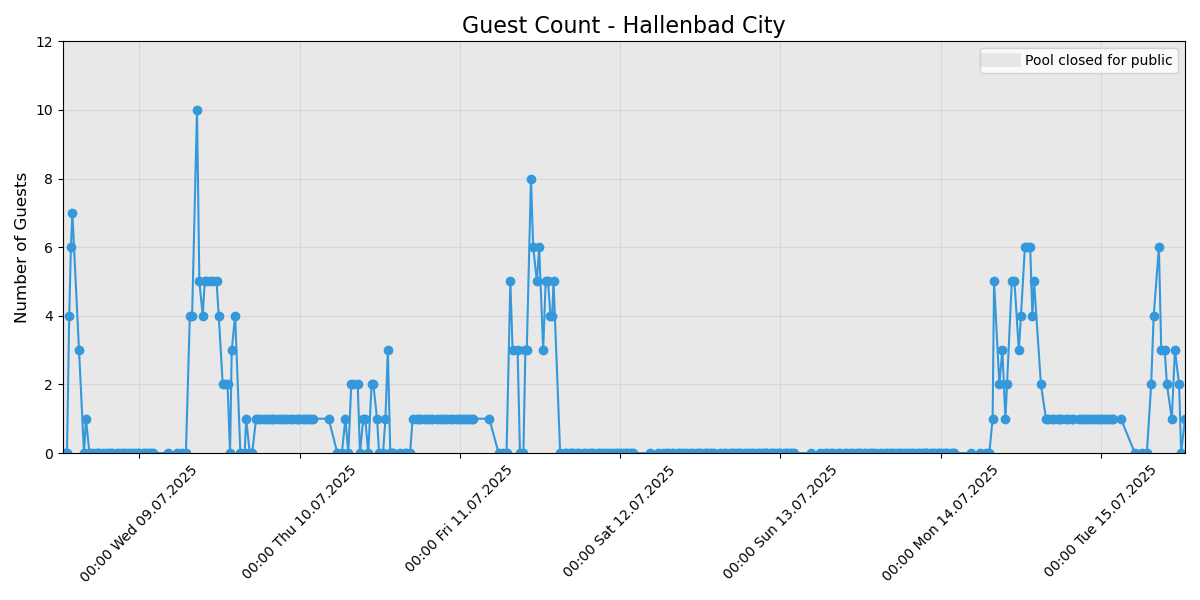 Guest Count - Hallenbad City
Pool closed for public
Number of Guests
12
10
8
6
4
2
0
00:00 Wed 09.07.2025
00:00 Thu 10.07.2025
00:00 Fri 11.07.2025
00:00 Sat 12.07.2025
00:00 Sun 13.07.2025
00:00 Mon 14.07.2025
00:00 Tue 15.07.2025